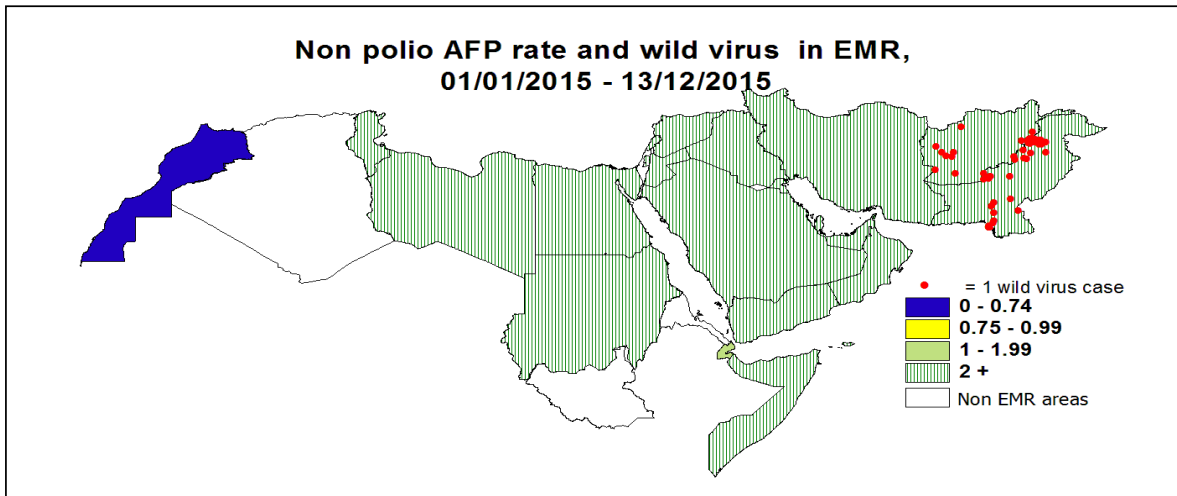 Non polio AFP rate and wild virus in EMR,
01/01/2015 - 13/12/2015
= 1 wild virus case
0 - 0.74
0.75 - 0.99
1 - 1.99
2 +
Non EMR areas